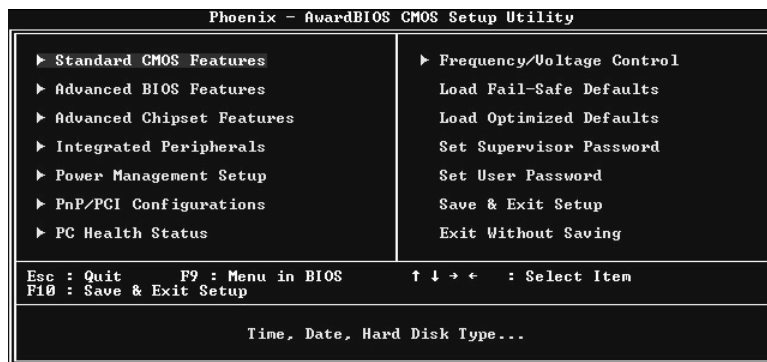 Phoenix - AwardBIOS CMOS Setup Utility
▶ Standard CMOS Features
▶ Advanced BIOS Features
▶ Advanced Chipset Features
▶ Integrated Peripherals
▶ Power Management Setup
▶ PnP/PCI Configurations
▶ PC Health Status
▶ Frequency/Voltage Control
Load Fail-Safe Defaults
Load Optimized Defaults
Set Supervisor Password
Set User Password
Save & Exit Setup
Exit Without Saving
Esc : Quit F9 : Menu in BIOS ↑ ↓ → ← : Select Item
F10 : Save & Exit Setup
Time, Date, Hard Disk Type...